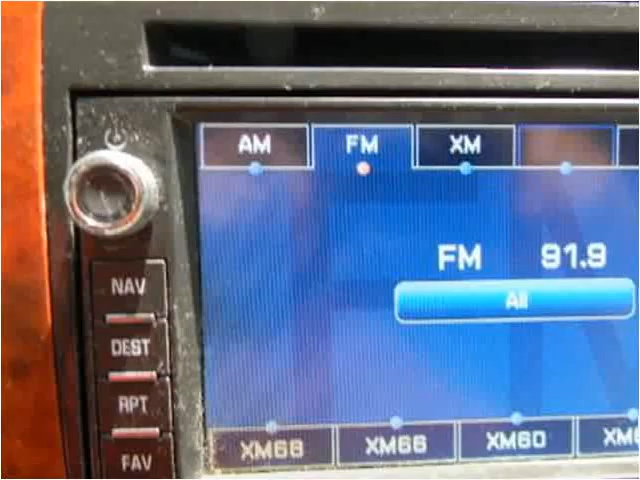 AM FM XM
FM 91.9
All
NAV
DEST
RPT
FAV
XM68 XM66 XM60